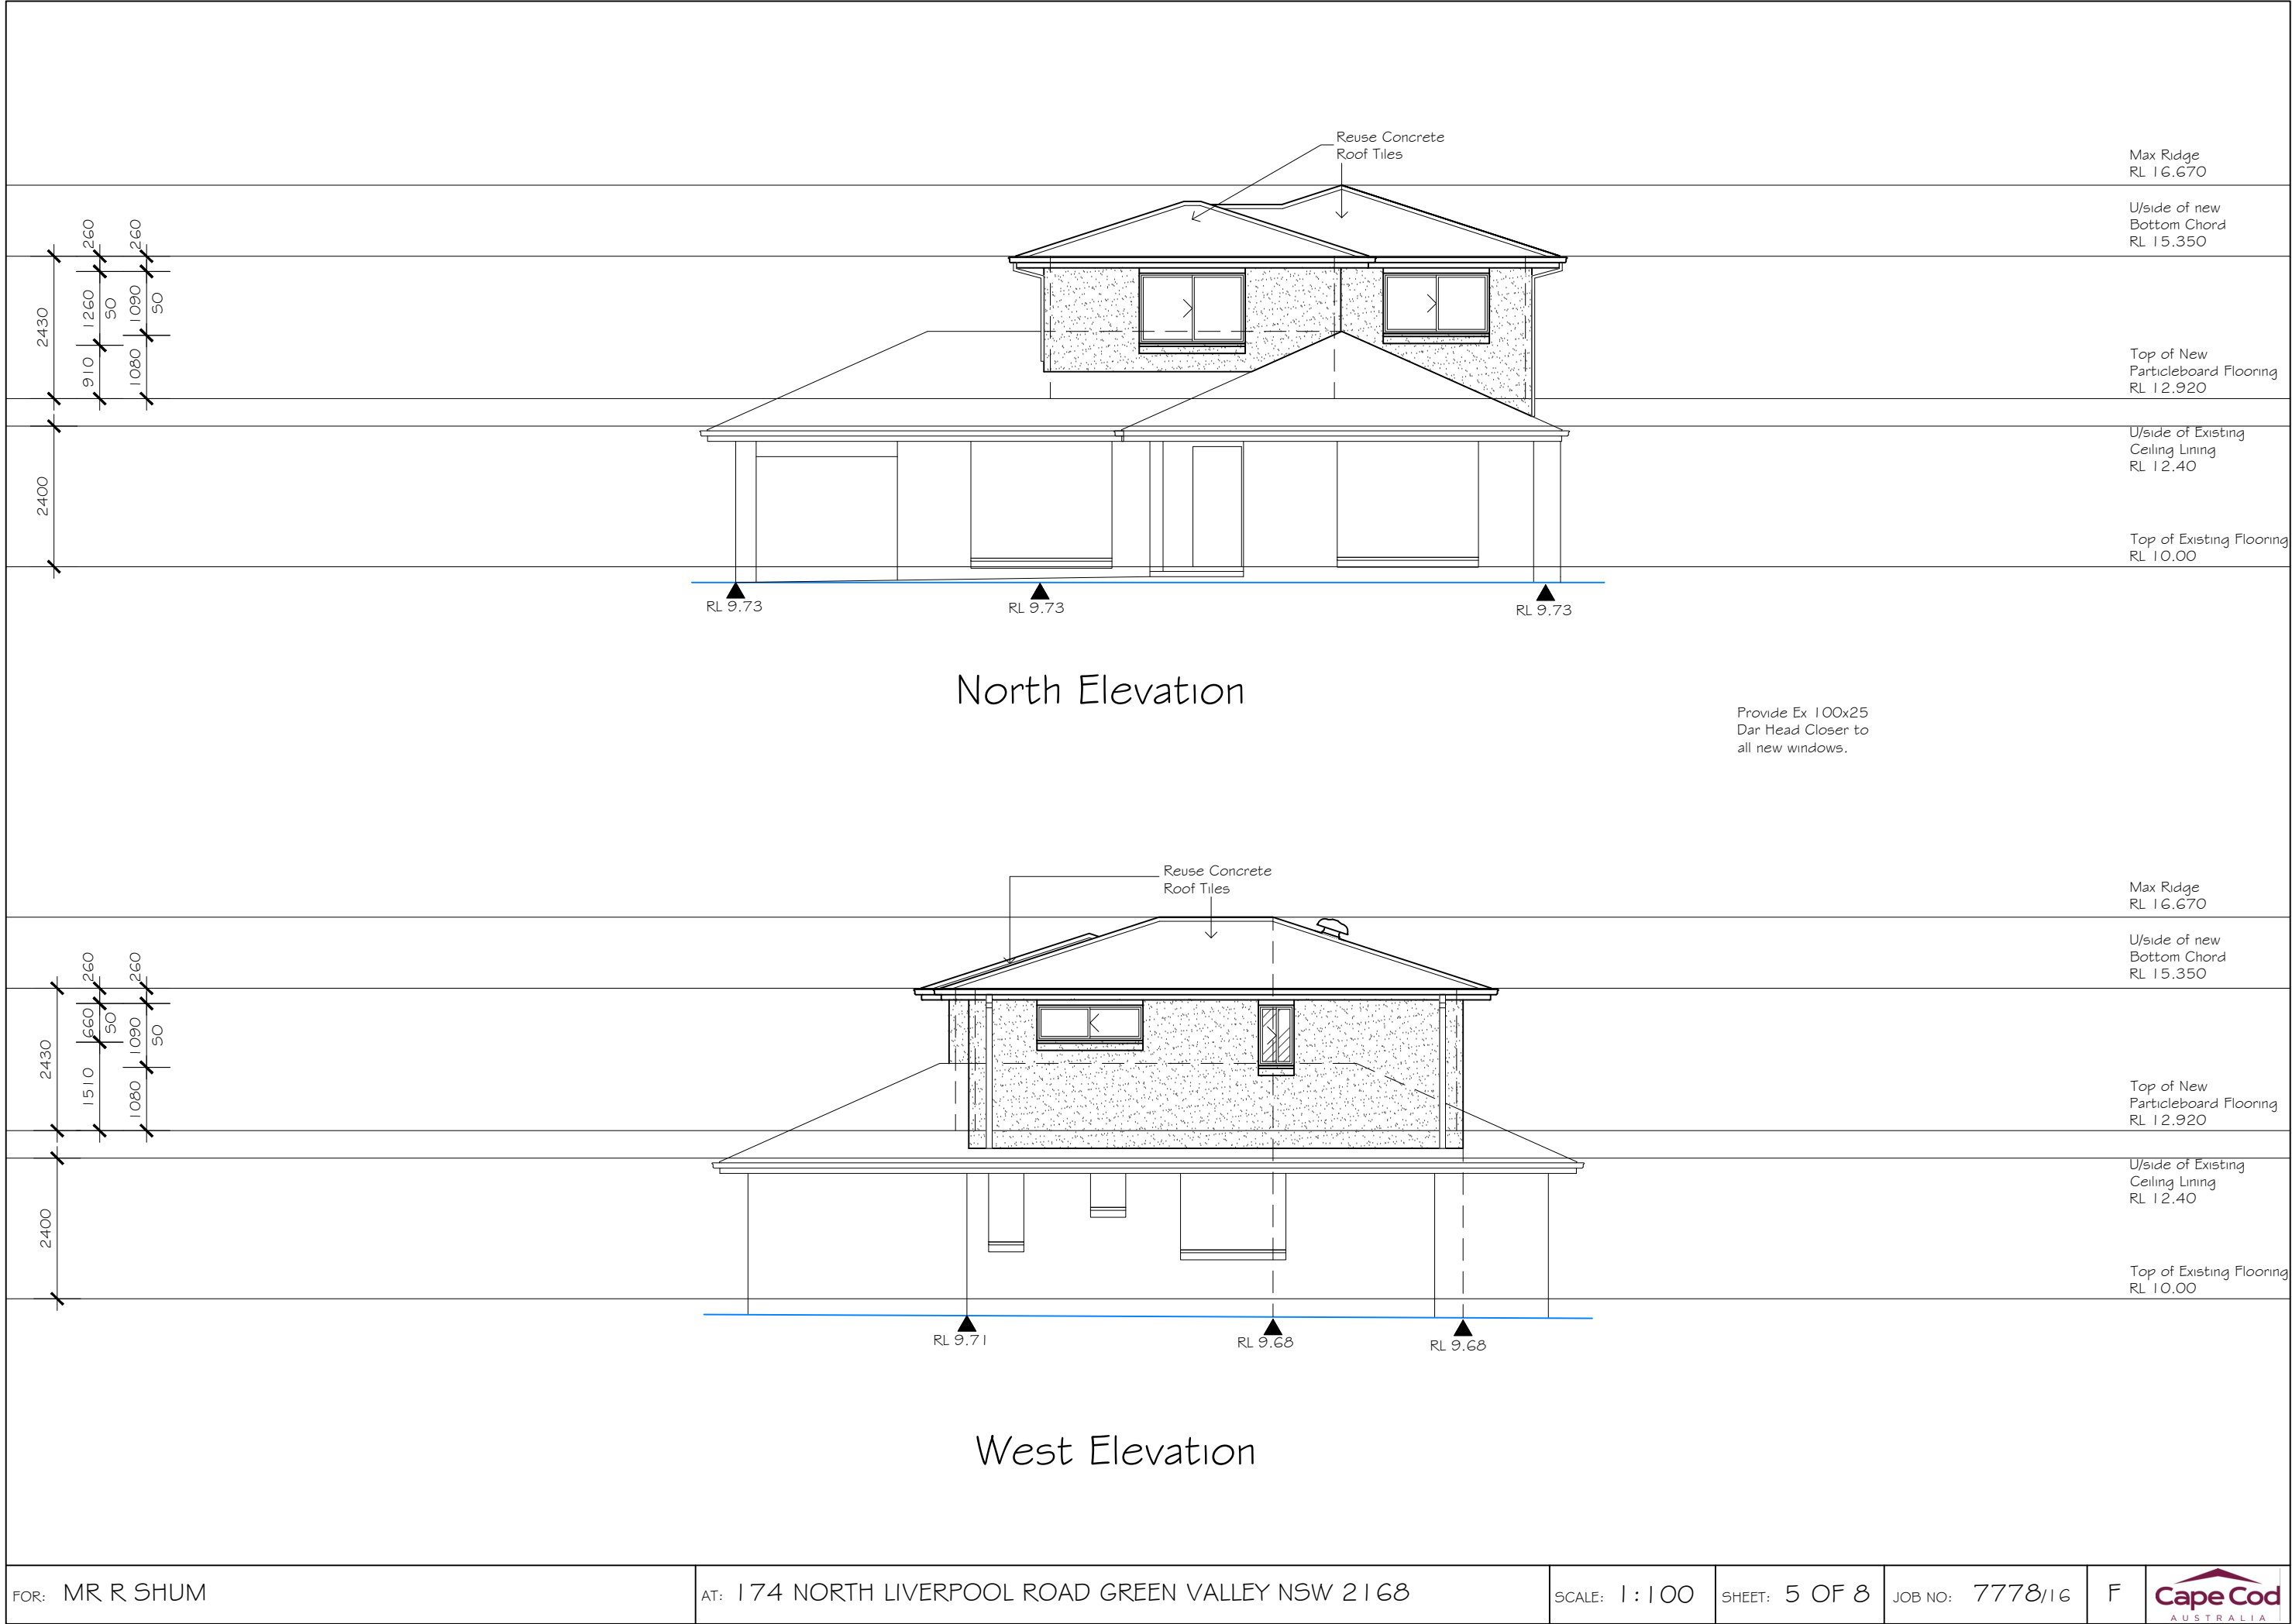 Reuse Concrete
Roof Tiles
Max Ridge
RL 16.670
U/side of new
Bottom Chord
RL 15.350
Top of New
Particleboard Flooring
RL 12.920
U/side of Existing
Ceiling Lining
RL 12.40
Top of Existing Flooring
RL 10.00
260
260
2430
1260
50
1090
50
910
1080
2400
RL 9.73
RL 9.73
RL 9.73
North Elevation
Provide Ex 100x25
Dar Head Closer to
all new windows.
Reuse Concrete
Roof Tiles
Max Ridge
RL 16.670
U/side of new
Bottom Chord
RL 15.350
Top of New
Particleboard Flooring
RL 12.920
U/side of Existing
Ceiling Lining
RL 12.40
Top of Existing Flooring
RL 10.00
260
260
2430
660
50
1090
50
1510
1080
2400
RL 9.71
RL 9.68
RL 9.68
West Elevation
FOR: MR R SHUM
AT: 174 NORTH LIVERPOOL ROAD GREEN VALLEY NSW 2168
SCALE: 1:100
SHEET: 5 OF 8
JOB NO: 7778/16
F
Cape Cod
AUSTRALIA